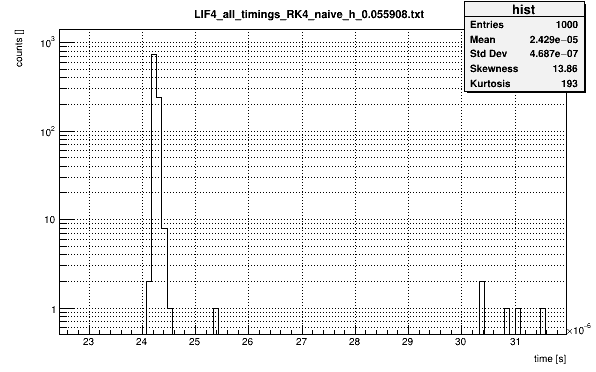 LIF4_all_timings_RK4_naive_h_0.055908.txt
hist
Entries 1000
Mean 2.429e−05
Std Dev 4.687e−07
Skewness 13.86
Kurtosis 193
counts []
10³
10²
10
1
23 24 25 26 27 28 29 30 31
×10⁻⁶
time [s]